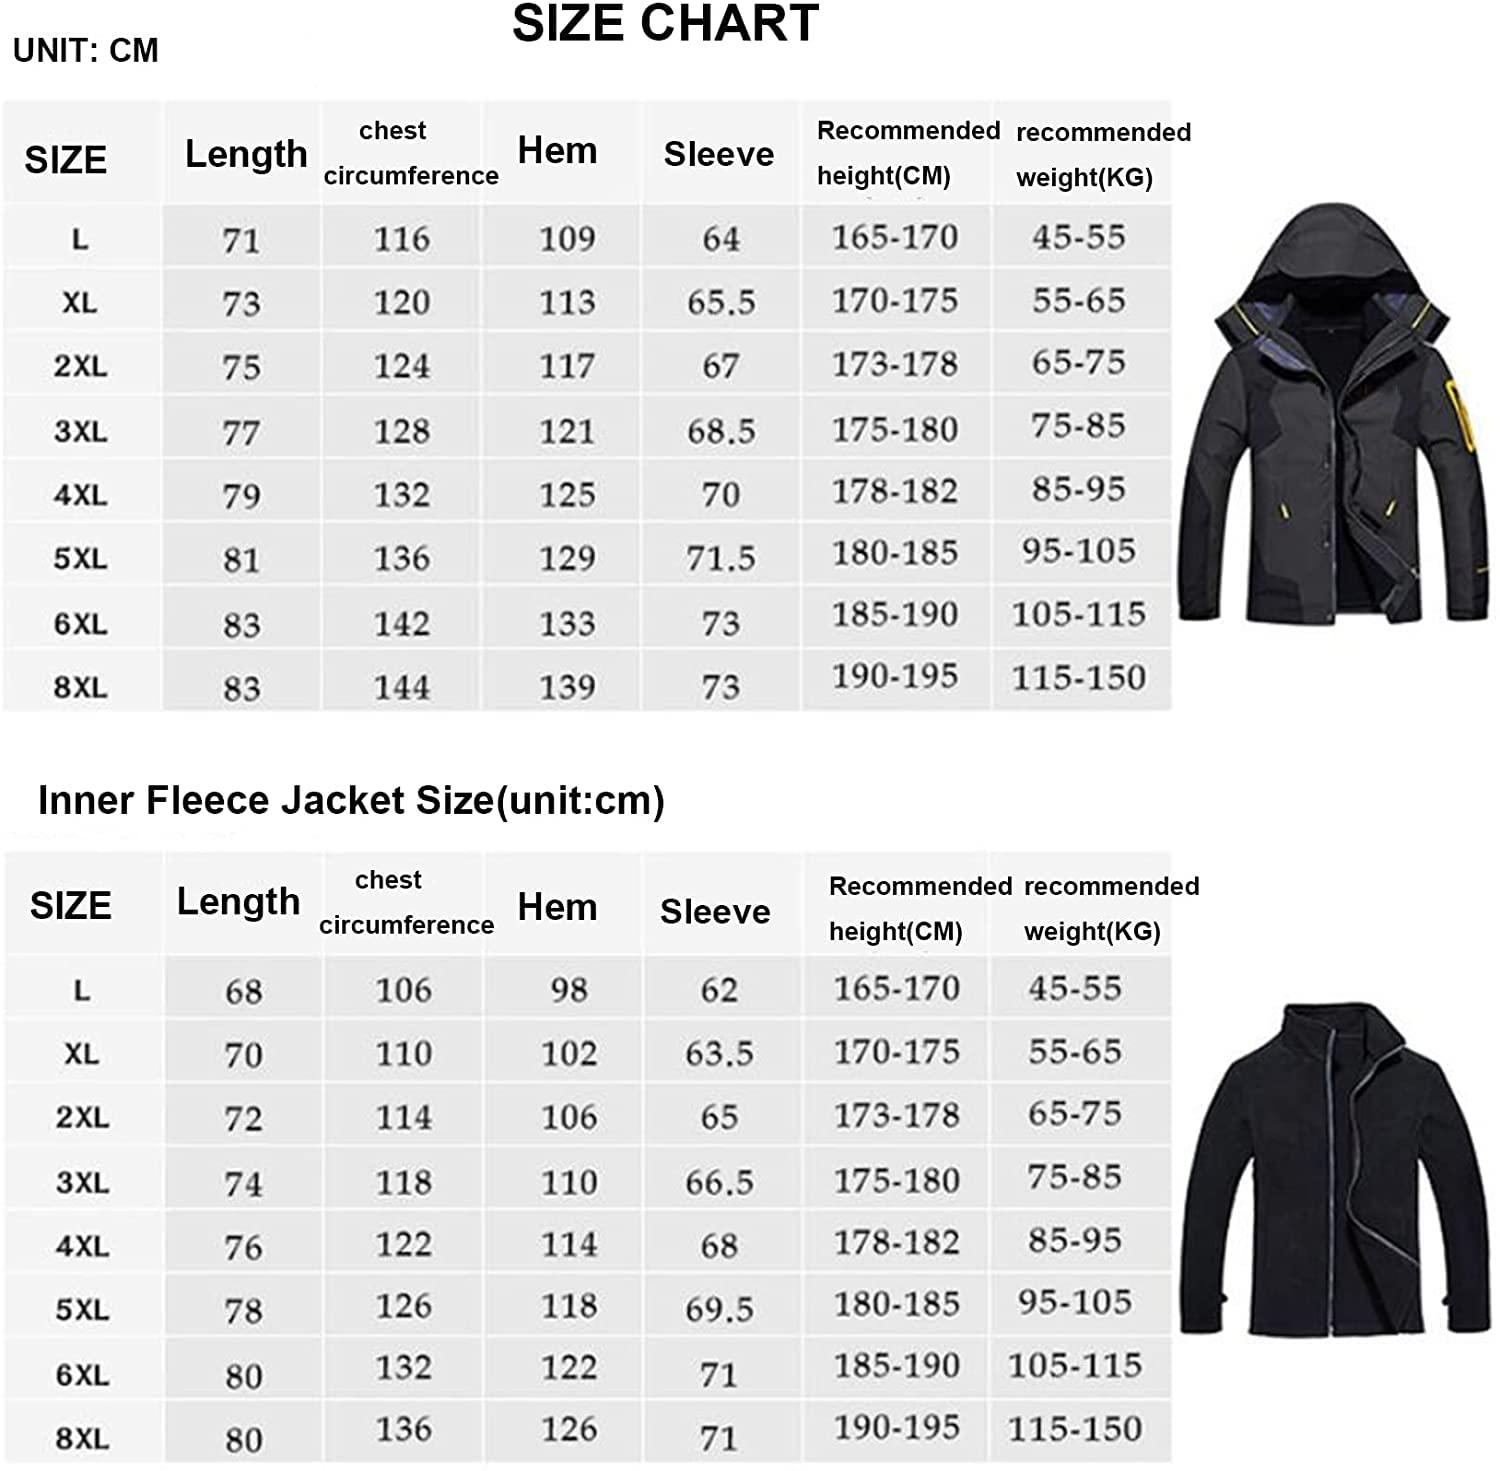 SIZE CHART
UNIT: CM
SIZE Length chest circumference Hem Sleeve Recommended height(CM) recommended weight(KG)
L 71 116 109 64 165-170 45-55
XL 73 120 113 65.5 170-175 55-65
2XL 75 124 117 67 173-178 65-75
3XL 77 128 121 68.5 175-180 75-85
4XL 79 132 125 70 178-182 85-95
5XL 81 136 129 71.5 180-185 95-105
6XL 83 142 133 73 185-190 105-115
8XL 83 144 139 73 190-195 115-150
Inner Fleece Jacket Size(unit:cm)
SIZE Length chest circumference Hem Sleeve Recommended height(CM) recommended weight(KG)
L 68 106 98 62 165-170 45-55
XL 70 110 102 63.5 170-175 55-65
2XL 72 114 106 65 173-178 65-75
3XL 74 118 110 66.5 175-180 75-85
4XL 76 122 114 68 178-182 85-95
5XL 78 126 118 69.5 180-185 95-105
6XL 80 132 122 71 185-190 105-115
8XL 80 136 126 71 190-195 115-150